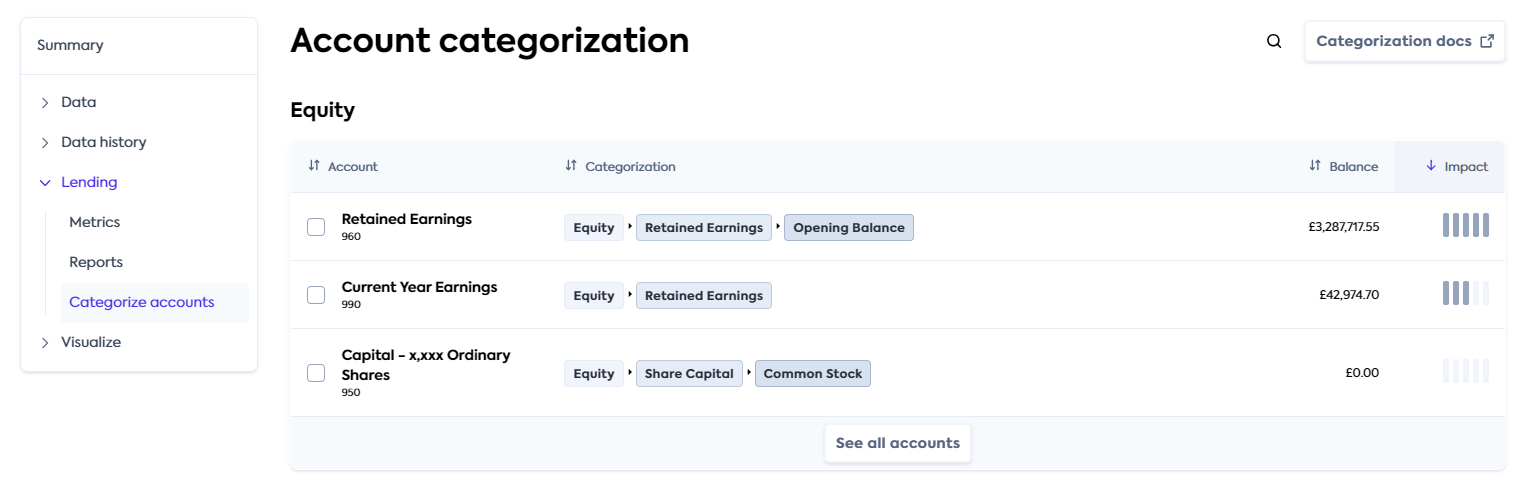 Summary
Data
Data history
Lending
Metrics
Reports
Categorize accounts
Visualize
Account categorization
Categorization docs
Equity
Account Categorization Balance Impact
Retained Earnings
960
Equity Retained Earnings Opening Balance £3,287,717.55
Current Year Earnings
990
Equity Retained Earnings £42,974.70
Capital - x,xxx Ordinary
Shares
950
Equity Share Capital Common Stock £0.00
See all accounts